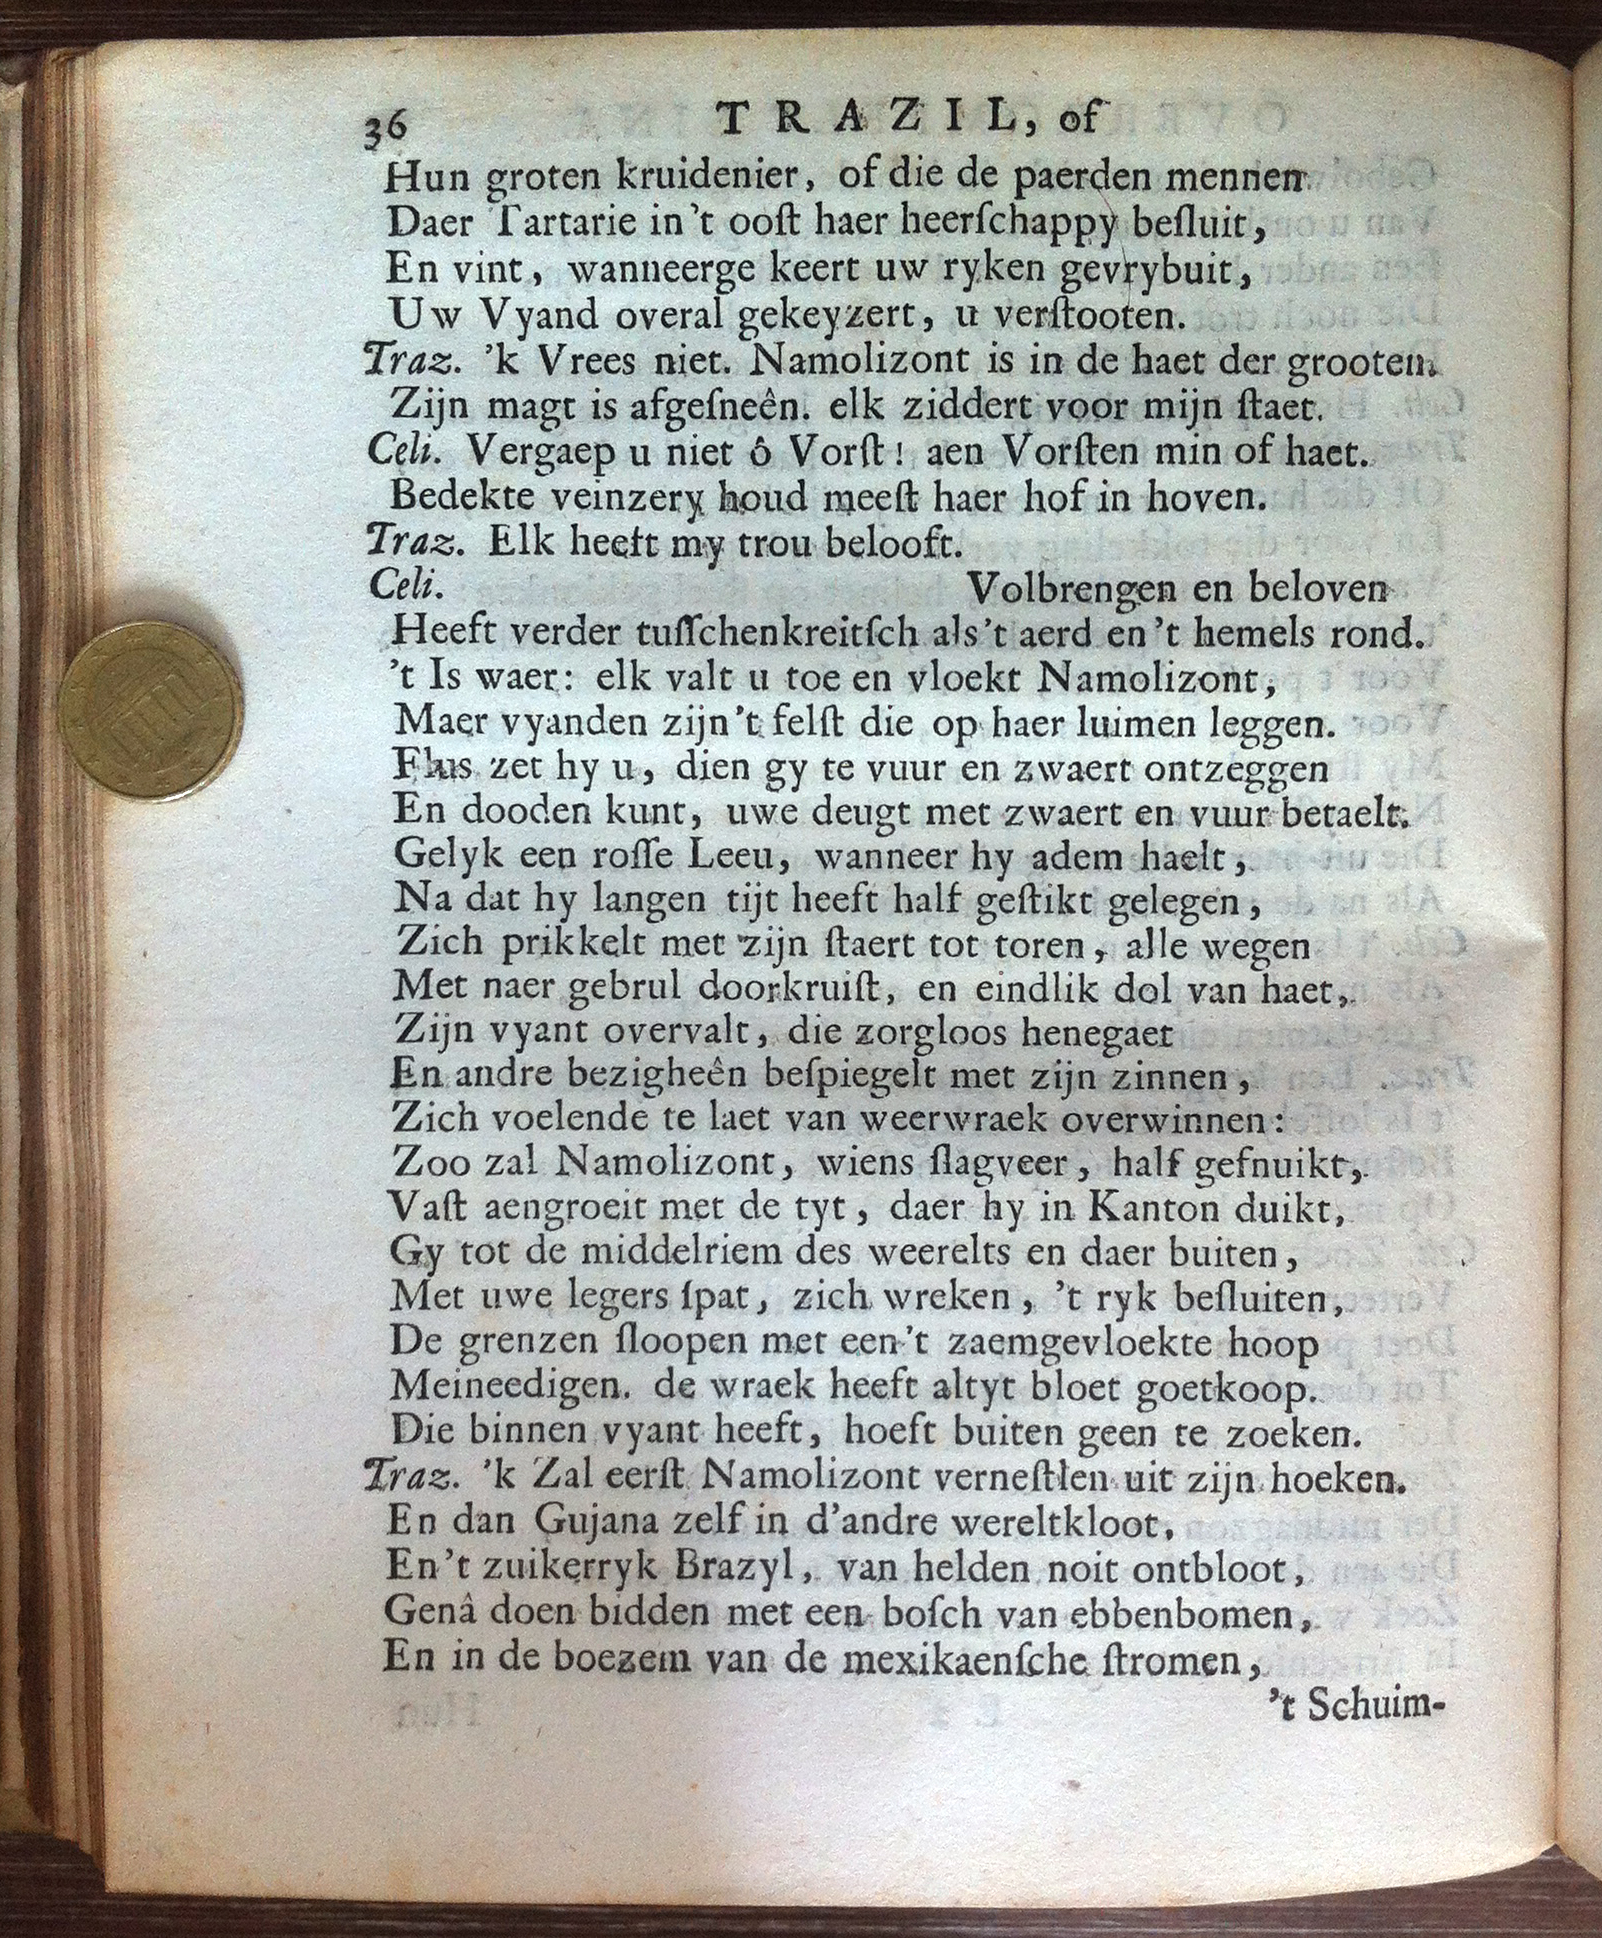 36 TRAZIL, of
Hun groten kruidenier, of die de paerden mennen
Daer Tartarie in 't ooſt haer heerſchappy beſluit,
En vint, wanneerge keert uw ryken gevrybuit,
Uw Vyand overal gekeyzert, u verſtooten.
Traz. 'k Vrees niet. Namolizont is in de haet der grooten.
Zijn magt is afgeſneên. elk ziddert voor mijn ſtaet.
Celi. Vergaep u niet ô Vorſt! aen Vorſten min of haet.
Bedekte veinzery houd meeſt haer hof in hoven.
Traz. Elk heeft my trou belooft.
Celi. Volbrengen en beloven
Heeft verder tuſſchenkreitſch als 't aerd en 't hemels rond.
't Is waer: elk valt u toe en vloekt Namolizont,
Maer vyanden zijn 't felſt die op haer luimen leggen.
Flus zet hy u, dien gy te vuur en zwaert ontzeggen
En dooden kunt, uwe deugt met zwaert en vuur betaelt.
Gelyk een roſſe Leeu, wanneer hy adem haelt,
Na dat hy langen tijt heeft half geſtikt gelegen,
Zich prikkelt met zijn ſtaert tot toren, alle wegen
Met naer gebrul doorkruiſt, en eindlik dol van haet,
Zijn vyant overvalt, die zorgloos henegaet
En andre bezigheên beſpiegelt met zijn zinnen,
Zich voelende te laet van weerwraek overwinnen:
Zoo zal Namolizont, wiens ſlagveer, half gefnuikt,
Vaſt aengroeit met de tyt, daer hy in Kanton duikt,
Gy tot de middelriem des weerelts en daer buiten,
Met uwe legers ſpat, zich wreken, 't ryk beſluiten,
De grenzen ſloopen met een 't zaemgevloekte hoop
Meineedigen. de wraek heeft altyt bloet goetkoop.
Die binnen vyant heeft, hoeft buiten geen te zoeken.
Traz. 'k Zal eerſt Namolizont verneſtlen uit zijn hoeken.
En dan Gujana zelf in d'andre wereltkloot,
En 't zuikerryk Brazyl, van helden noit ontbloot,
Genâ doen bidden met een boſch van ebbenbomen,
En in de boezem van de mexikaenſche ſtromen,
't Schuim-